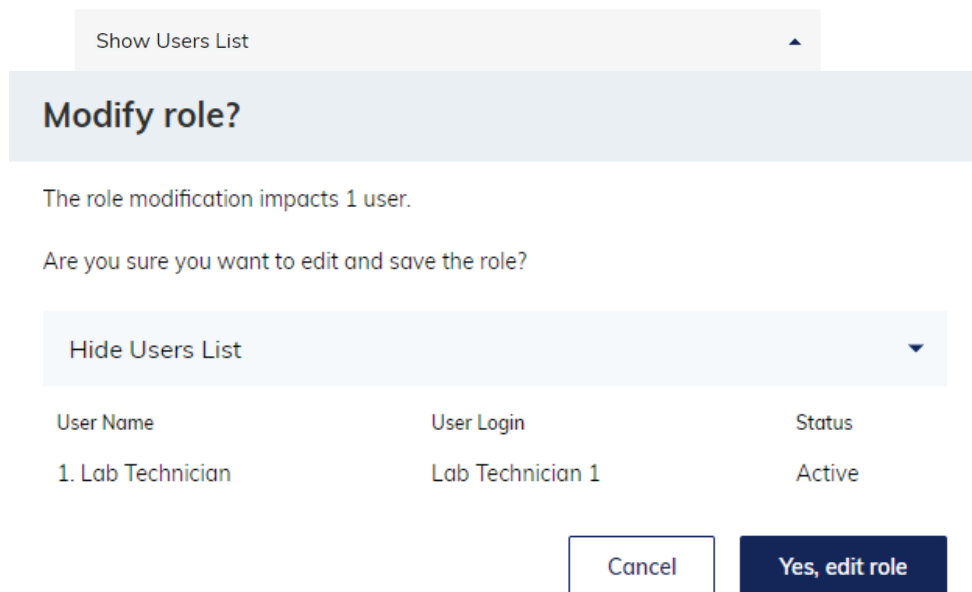 Show Users List
Modify role?
The role modification impacts 1 user.
Are you sure you want to edit and save the role?
Hide Users List
User Name User Login Status
1. Lab Technician Lab Technician 1 Active
Cancel Yes, edit role